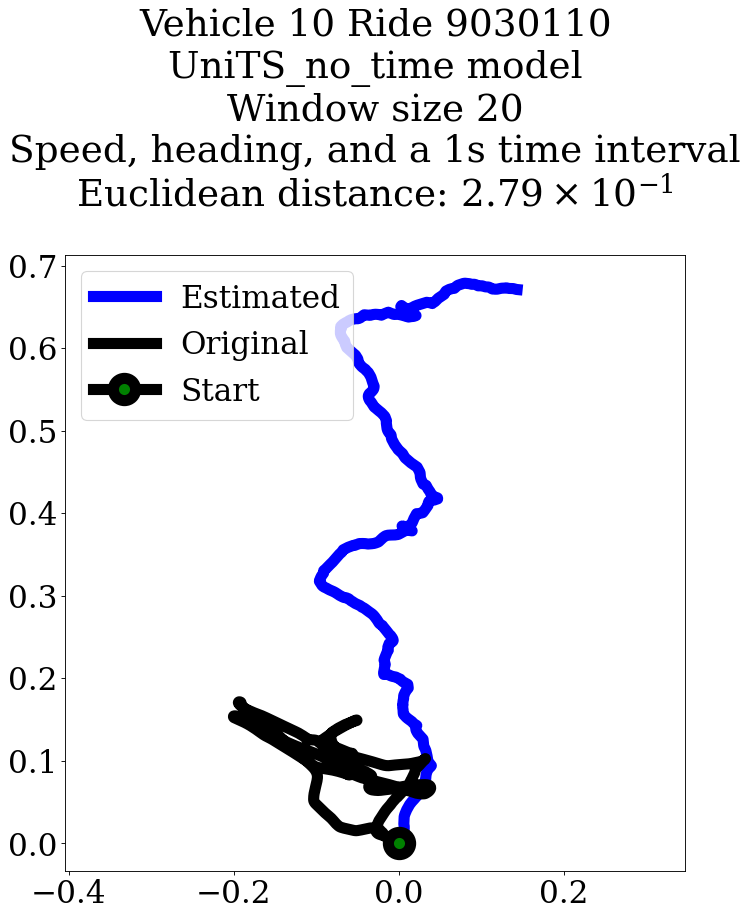 Vehicle 10 Ride 9030110
UniTS_no_time model
Window size 20
Speed, heading, and a 1s time interval
Euclidean distance: 2.79 × 10⁻¹
0.7
0.6
0.5
0.4
0.3
0.2
0.1
0.0
Estimated
Original
Start
−0.4 −0.2 0.0 0.2